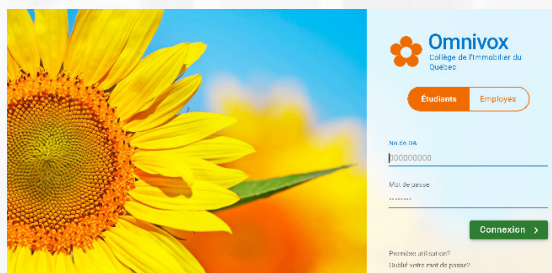 Omnivox
Collège de l'Immobilier du
Québec
Étudiants Employés
No de DA
000000000
Mot de passe
--------
Connexion >
Première utilisation?
Oublié votre mot de passe?